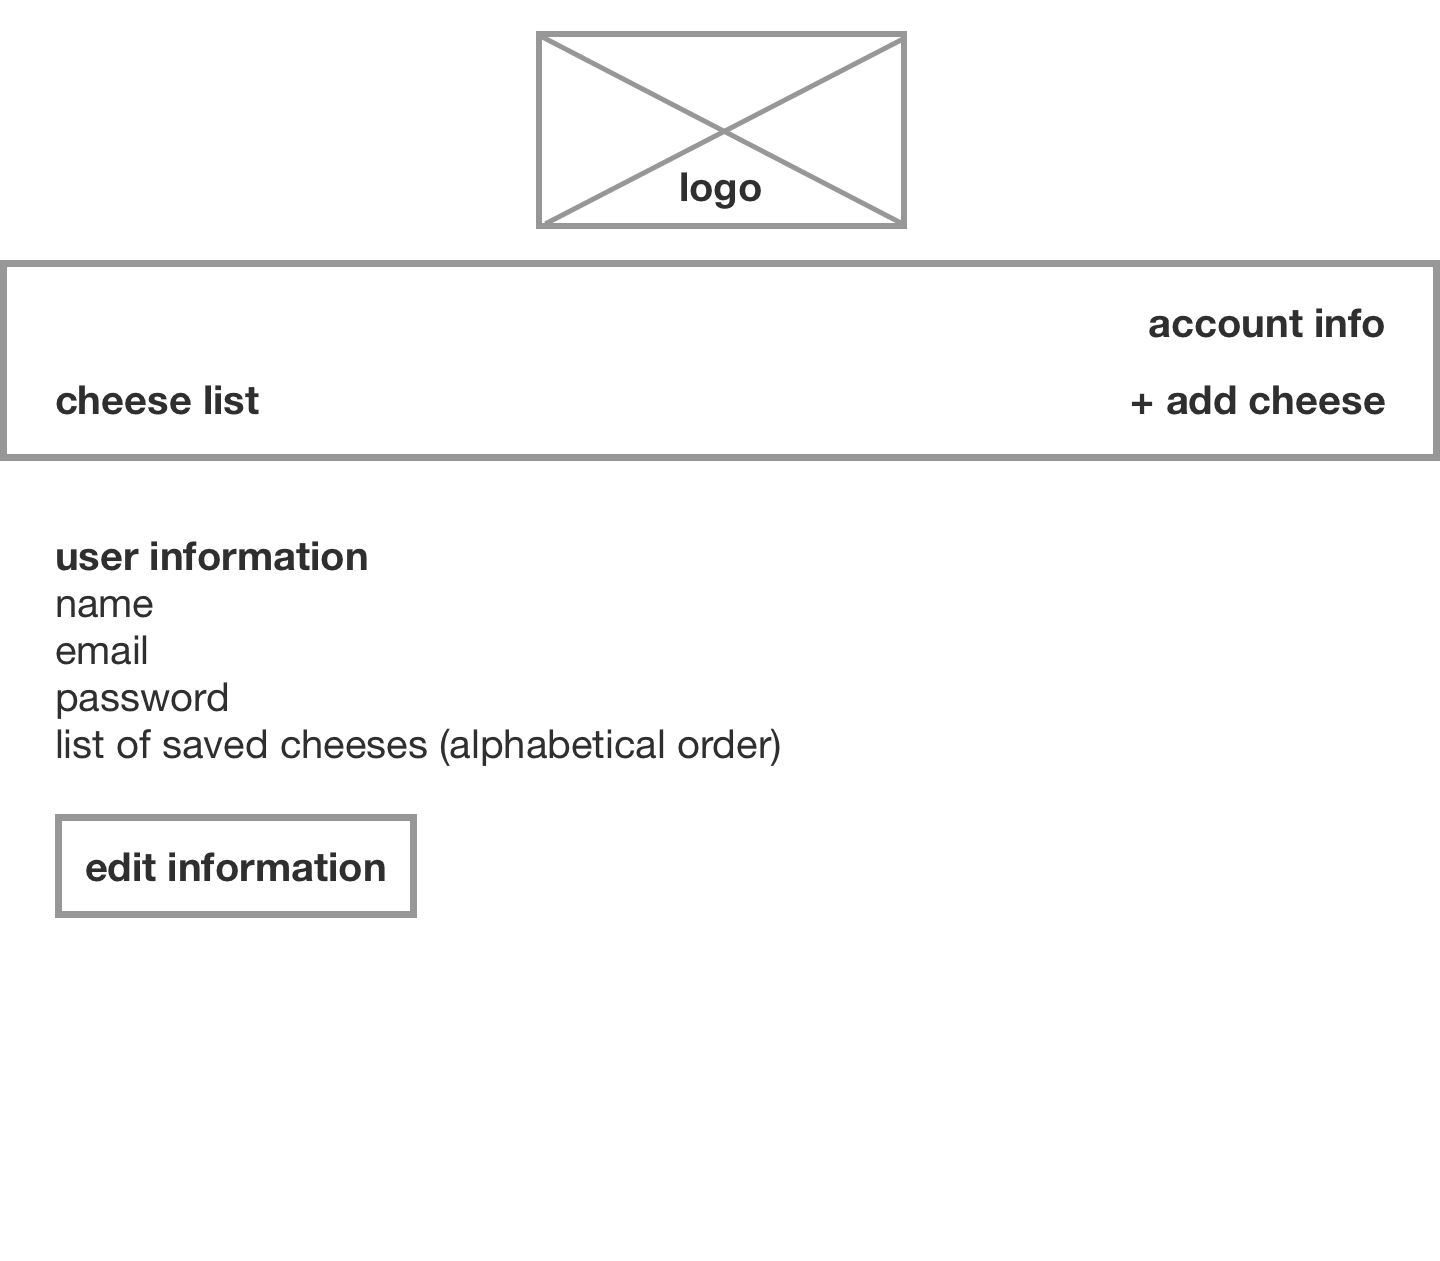 logo
account info
cheese list + add cheese
user information
name
email
password
list of saved cheeses (alphabetical order)
edit information